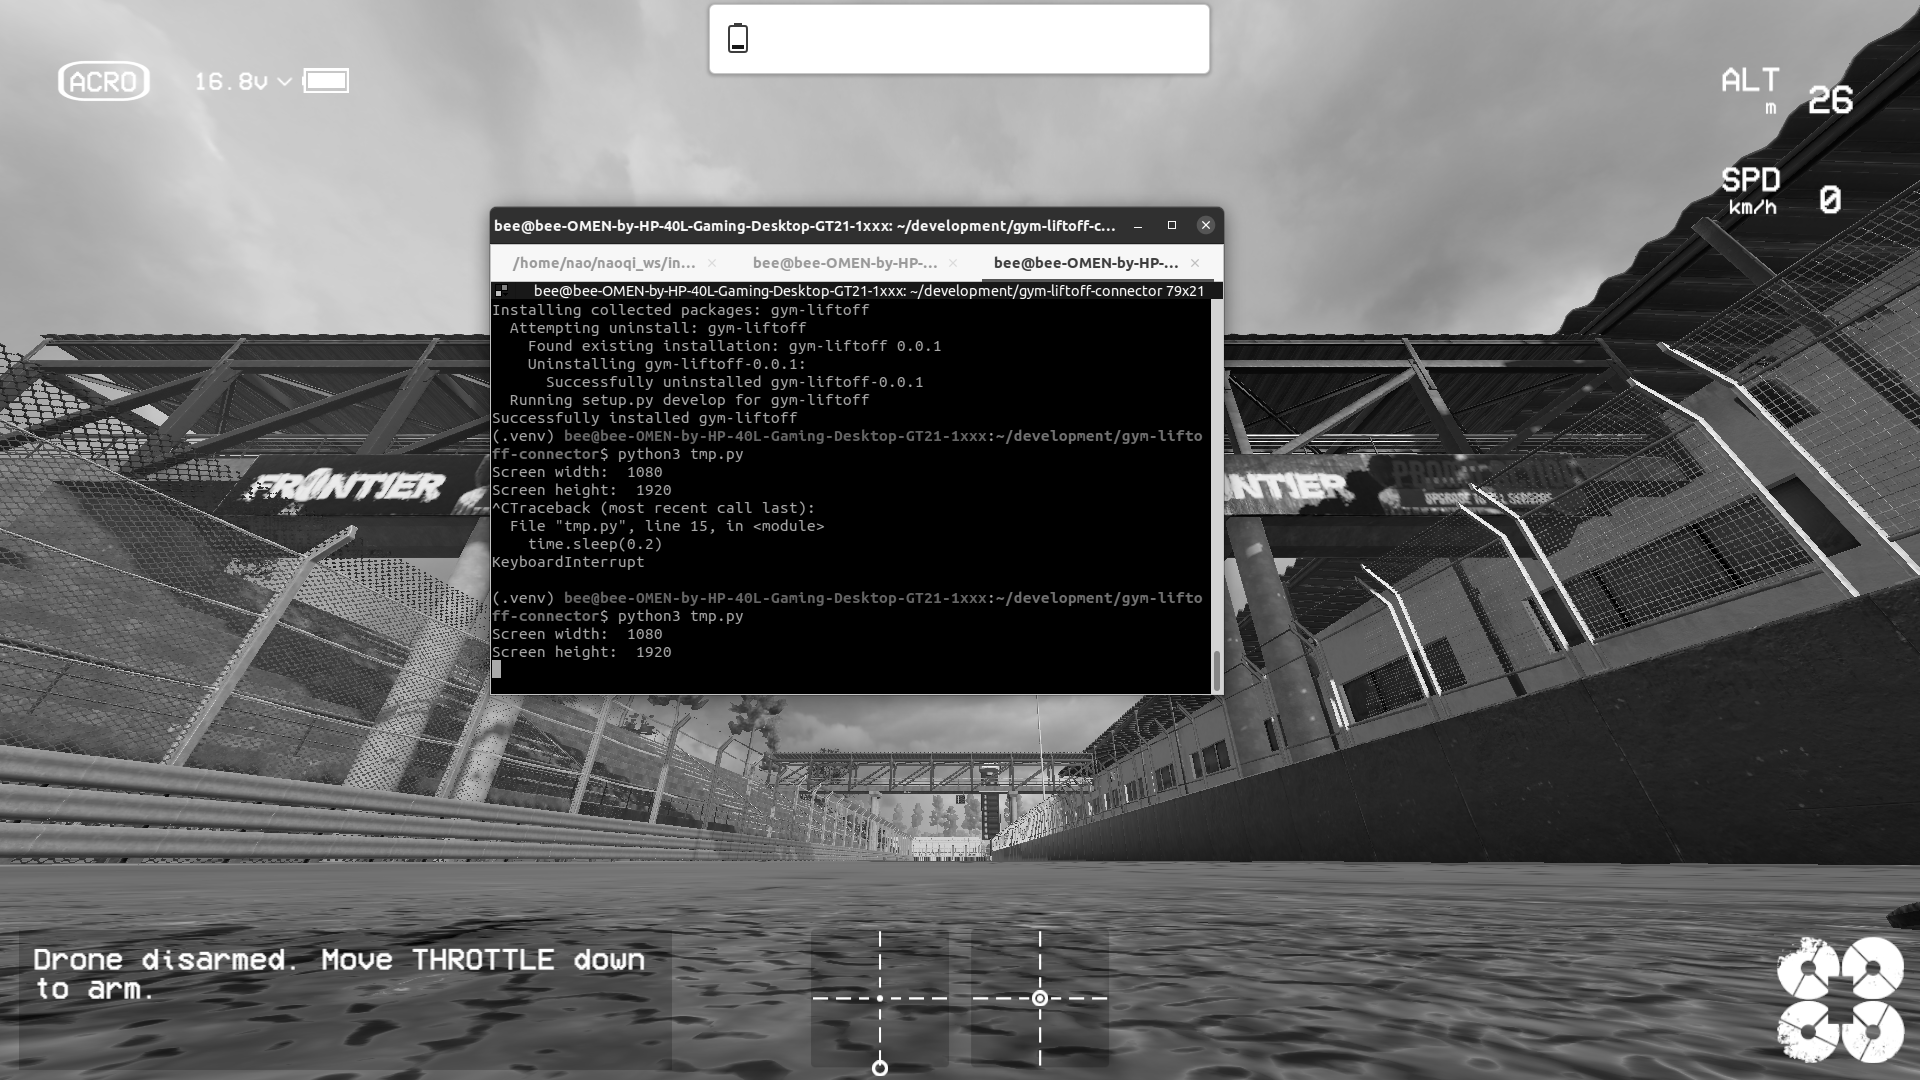 ACRO
16.8v
ALT
m
26
SPD
km/h
0
bee@bee-OMEN-by-HP-40L-Gaming-Desktop-GT21-1xxx: ~/development/gym-liftoff-c...
/home/nao/naoqi_ws/in...
bee@bee-OMEN-by-HP-...
bee@bee-OMEN-by-HP-...
bee@bee-OMEN-by-HP-40L-Gaming-Desktop-GT21-1xxx: ~/development/gym-liftoff-connector 79x21
Installing collected packages: gym-liftoff
Attempting uninstall: gym-liftoff
Found existing installation: gym-liftoff 0.0.1
Uninstalling gym-liftoff-0.0.1:
Successfully uninstalled gym-liftoff-0.0.1
Running setup.py develop for gym-liftoff
Successfully installed gym-liftoff
(.venv) bee@bee-OMEN-by-HP-40L-Gaming-Desktop-GT21-1xxx:~/development/gym-lifto
ff-connector$ python3 tmp.py
Screen width:  1080
Screen height:  1920
^CTraceback (most recent call last):
File "tmp.py", line 15, in <module>
time.sleep(0.2)
KeyboardInterrupt
(.venv) bee@bee-OMEN-by-HP-40L-Gaming-Desktop-GT21-1xxx:~/development/gym-lifto
ff-connector$ python3 tmp.py
Screen width:  1080
Screen height:  1920
FRONTIER
NTIER
Drone disarmed. Move THROTTLE down
to arm.